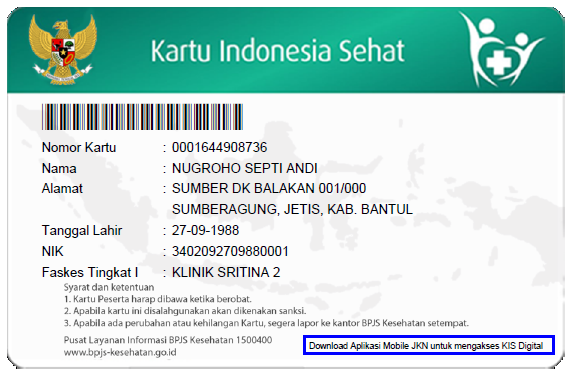 Kartu Indonesia Sehat
Nomor Kartu : 0001644908736
Nama : NUGROHO SEPTI ANDI
Alamat : SUMBER DK BALAKAN 001/000
SUMBERAGUNG, JETIS, KAB. BANTUL
Tanggal Lahir : 27-09-1988
NIK : 3402092709880001
Faskes Tingkat I : KLINIK SRITINA 2
Syarat dan ketentuan
1. Kartu Peserta harap dibawa ketika berobat.
2. Apabila kartu ini disalahgunakan akan dikenakan sanksi.
3. Apabila ada perubahan atau kehilangan Kartu, segera lapor ke kantor BPJS Kesehatan setempat.
Pusat Layanan Informasi BPJS Kesehatan 1500400
www.bpjs-kesehatan.go.id
Download Aplikasi Mobile JKN untuk mengakses KIS Digital